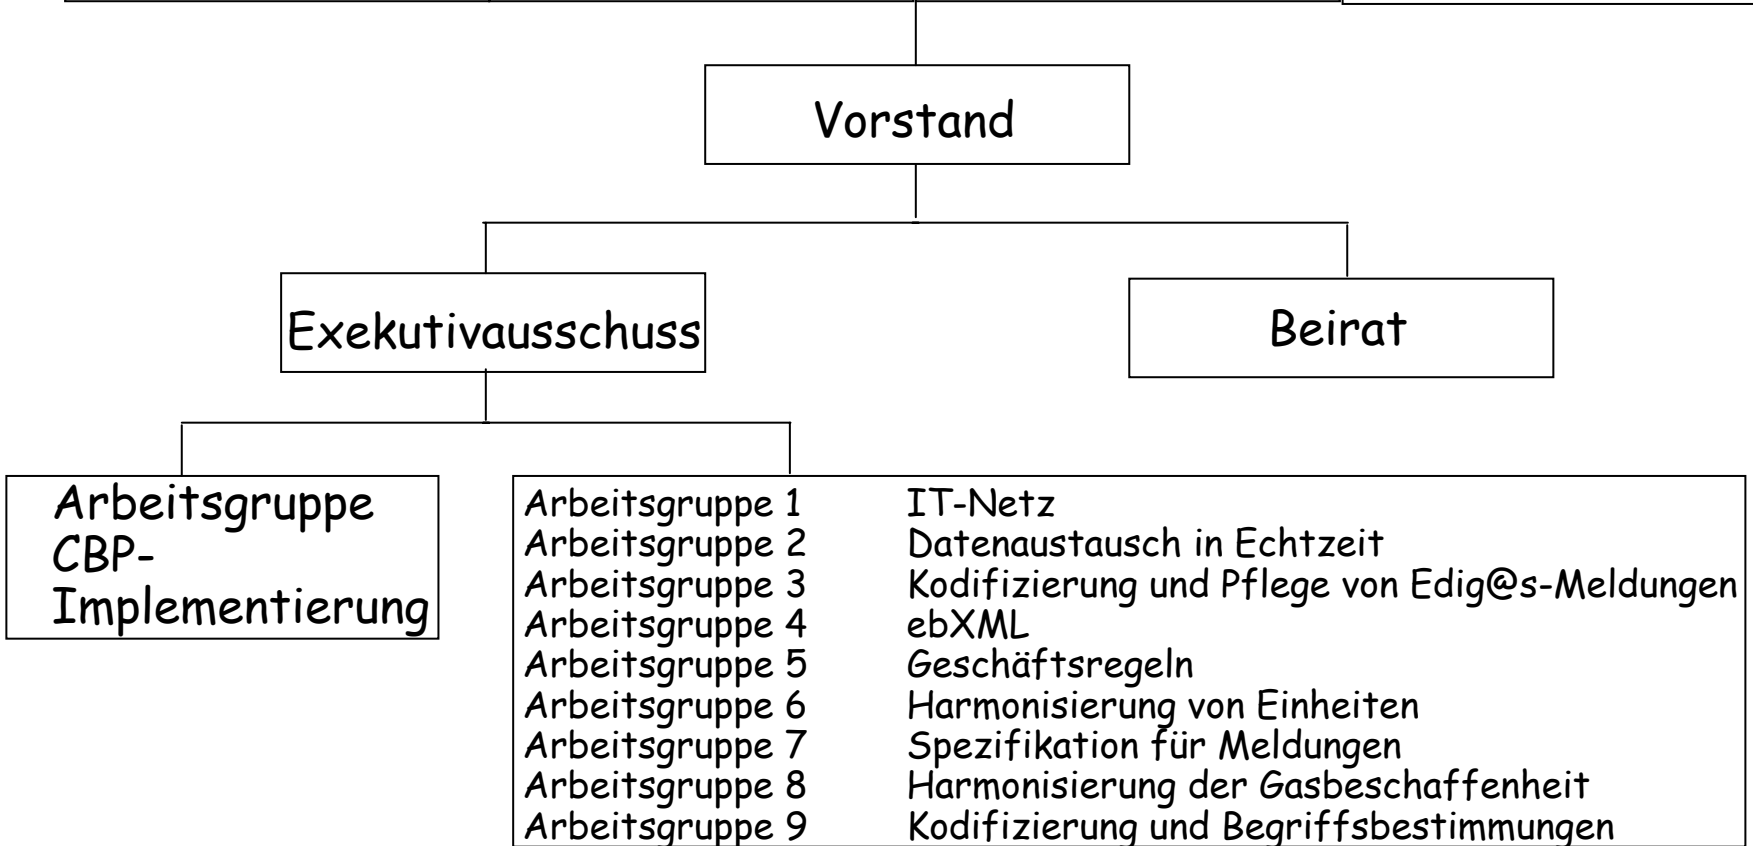 Vorstand
Exekutivausschuss
Beirat
Arbeitsgruppe
CBP-
Implementierung
Arbeitsgruppe 1 IT-Netz
Arbeitsgruppe 2 Datenaustausch in Echtzeit
Arbeitsgruppe 3 Kodifizierung und Pflege von Edig@s-Meldungen
Arbeitsgruppe 4 ebXML
Arbeitsgruppe 5 Geschäftsregeln
Arbeitsgruppe 6 Harmonisierung von Einheiten
Arbeitsgruppe 7 Spezifikation für Meldungen
Arbeitsgruppe 8 Harmonisierung der Gasbeschaffenheit
Arbeitsgruppe 9 Kodifizierung und Begriffsbestimmungen